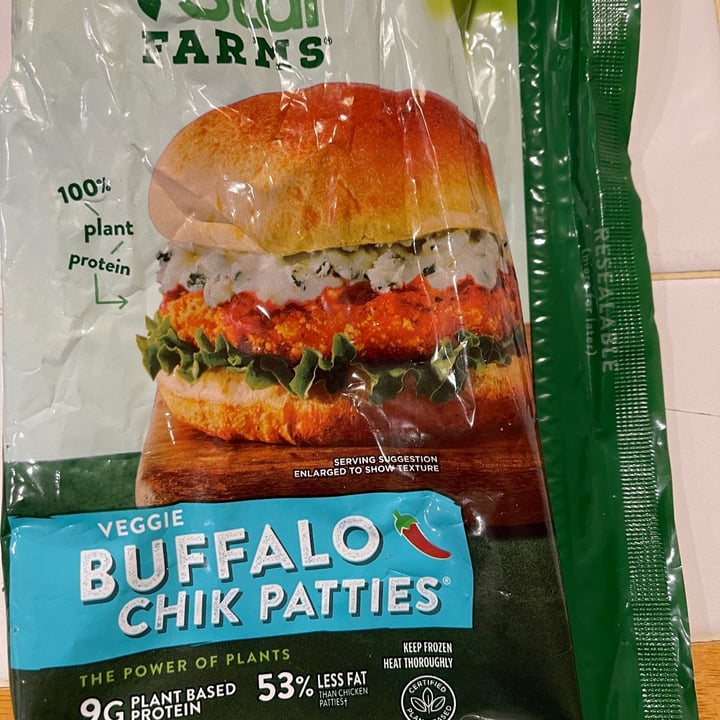 Star
FARMS®
100%
plant
protein
RESEALABLE
SERVING SUGGESTION
ENLARGED TO SHOW TEXTURE
VEGGIE
BUFFALO
CHIK PATTIES®
THE POWER OF PLANTS
KEEP FROZEN
HEAT THOROUGHLY
9G PLANT BASED
PROTEIN
53% LESS FAT
THAN CHICKEN
PATTIES†
CERTIFIED